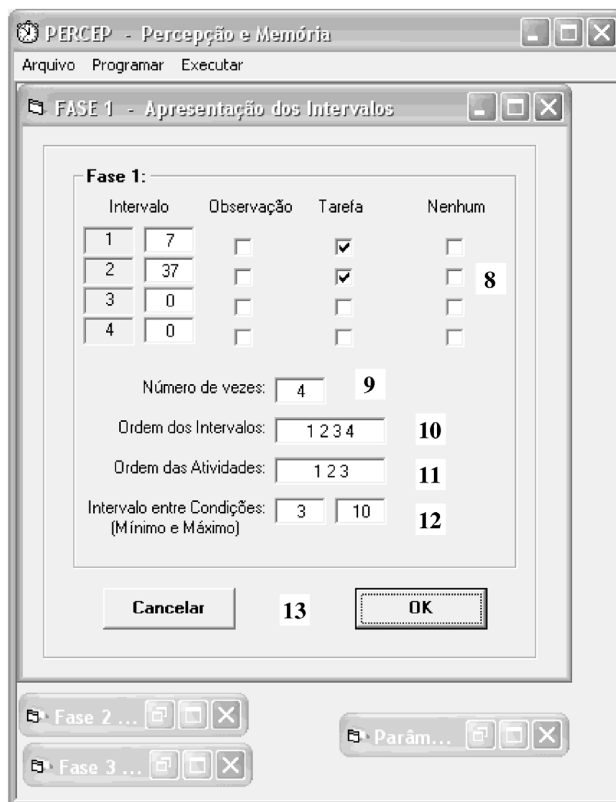 PERCEP - Percepção e Memória
Arquivo Programar Executar
FASE 1 - Apresentação dos Intervalos
Fase 1:
Intervalo Observação Tarefa Nenhum
1 7
2 37 8
3 0
4 0
Número de vezes: 4 9
Ordem dos Intervalos: 1 2 3 4 10
Ordem das Atividades: 1 2 3 11
Intervalo entre Condições: 3 10 12
(Mínimo e Máximo)
Cancelar 13 OK
Fase 2 ...
Parâm...
Fase 3 ...